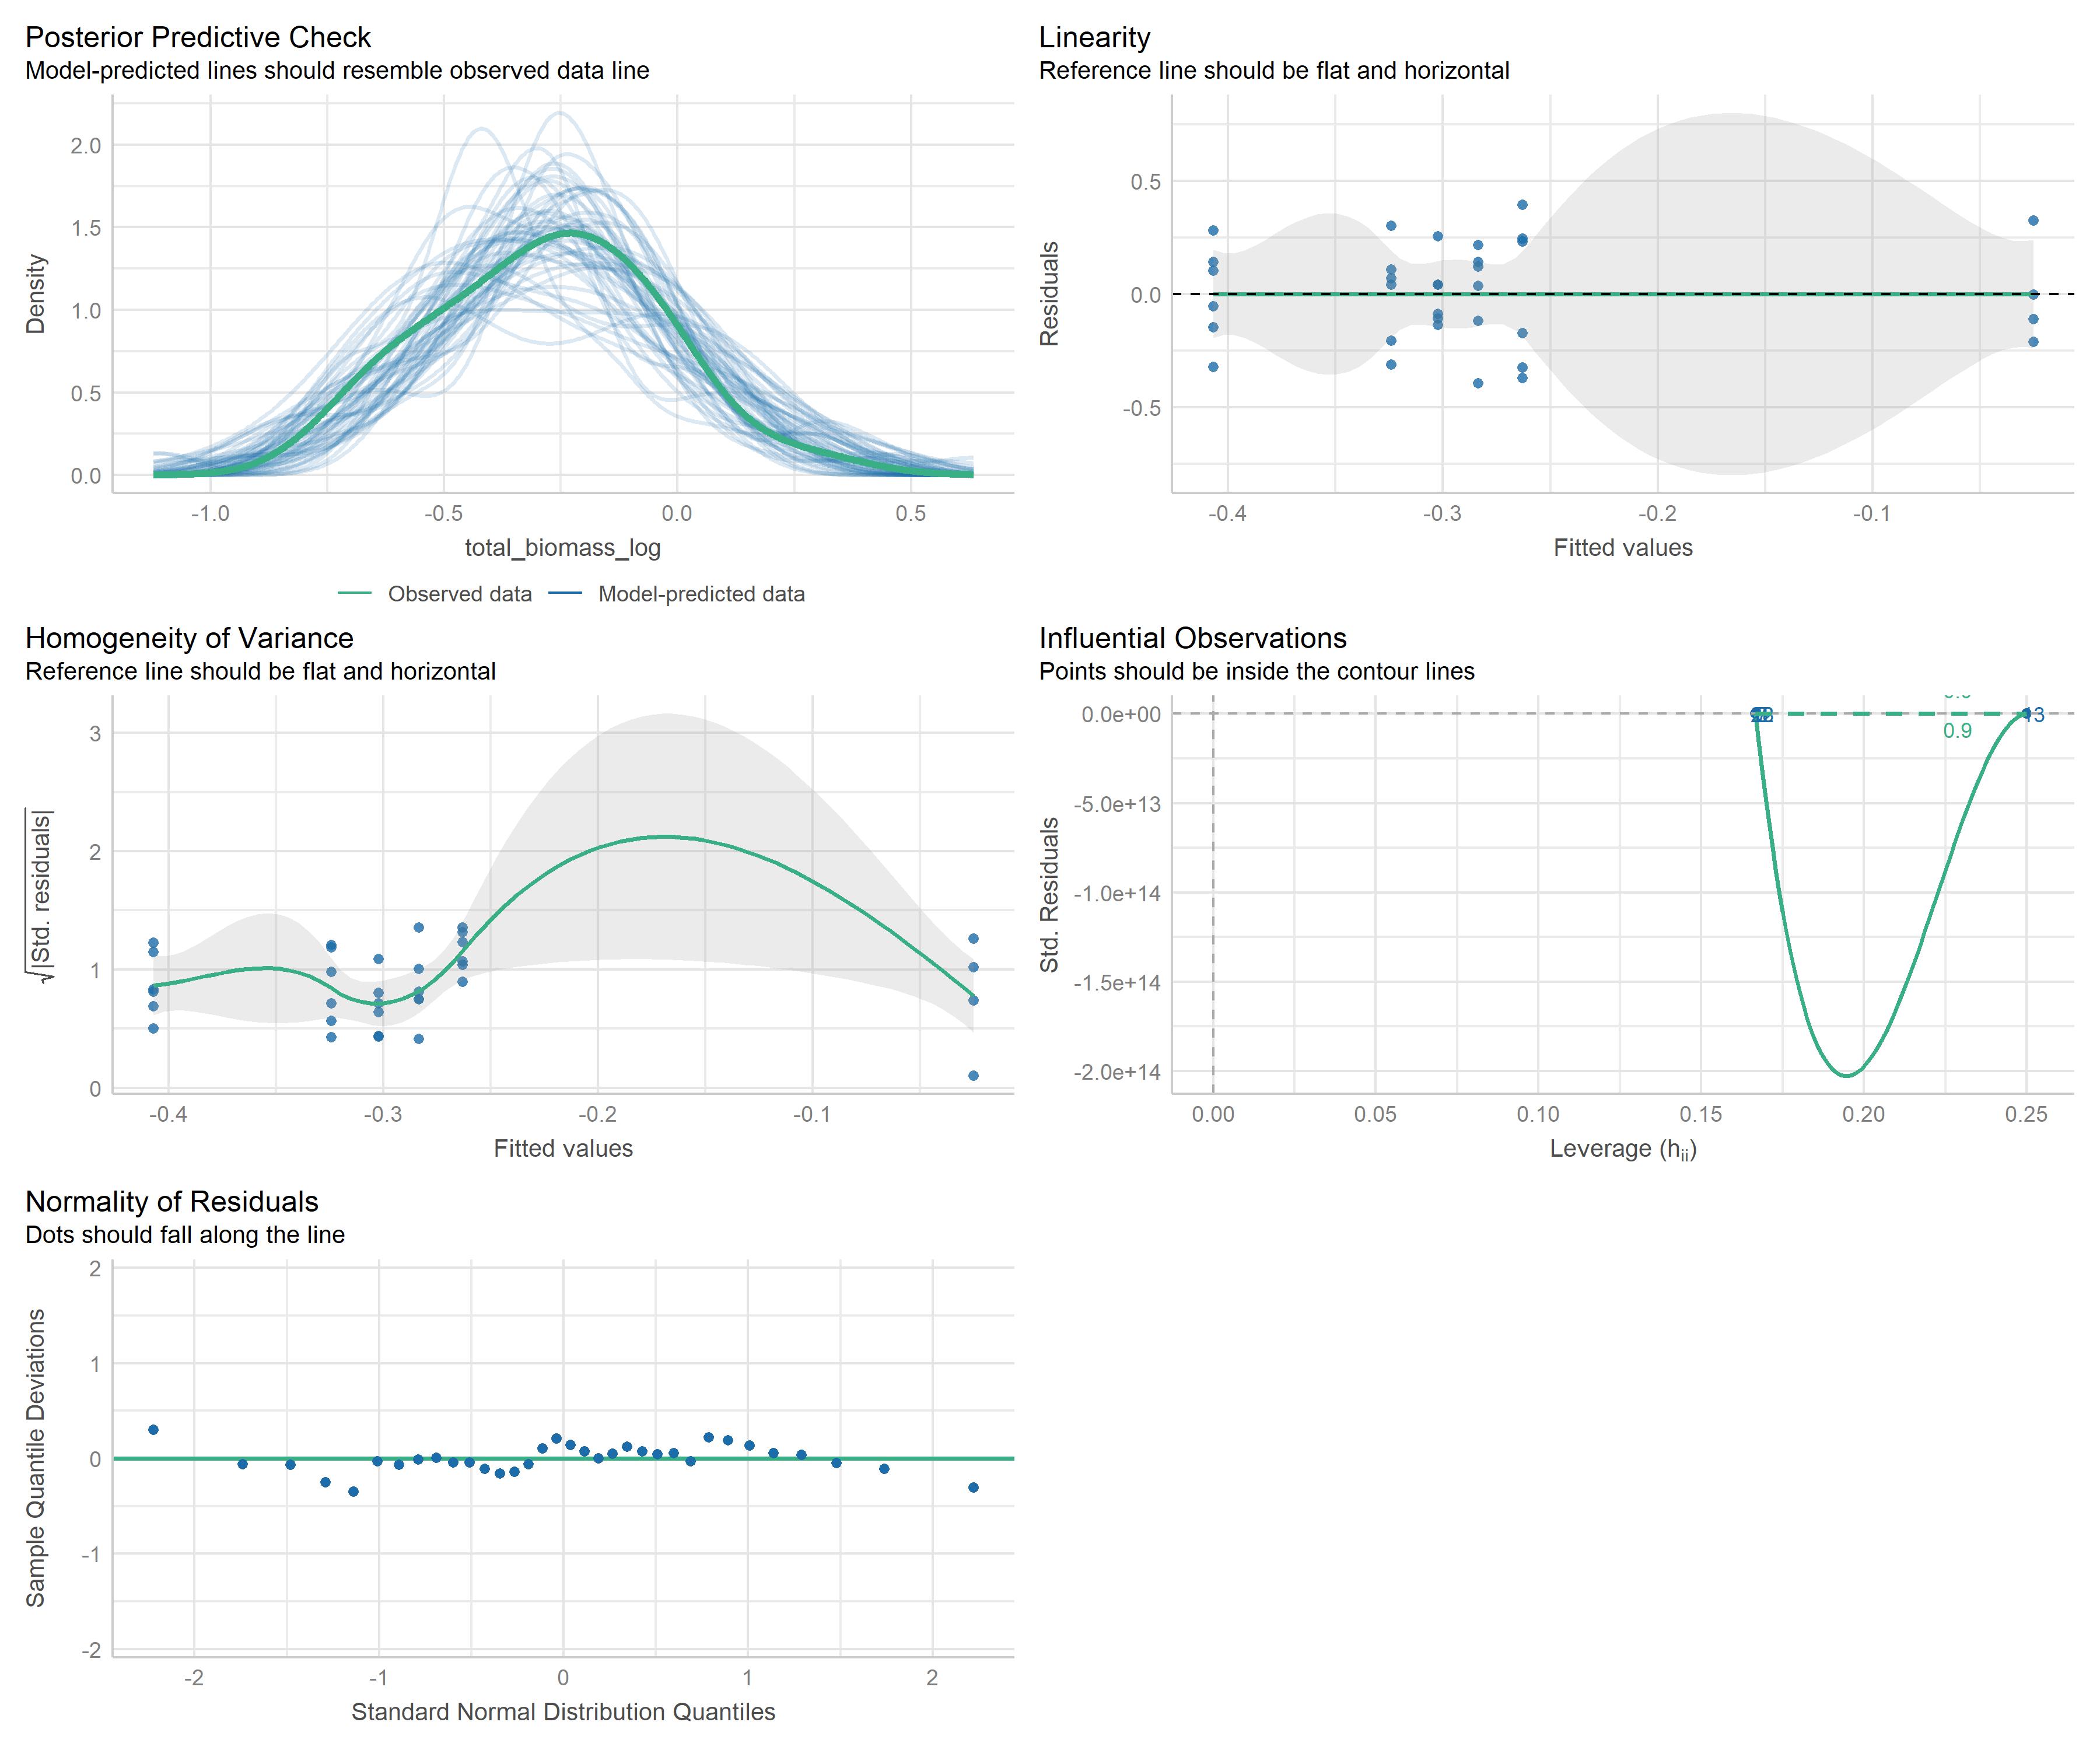 Posterior Predictive Check
Model-predicted lines should resemble observed data line
Density
2.0
1.5
1.0
0.5
0.0
-1.0 -0.5 0.0 0.5
total_biomass_log
Observed data Model-predicted data
Linearity
Reference line should be flat and horizontal
Residuals
0.5
0.0
-0.5
-0.4 -0.3 -0.2 -0.1
Fitted values
Homogeneity of Variance
Reference line should be flat and horizontal
√|Std. residuals|
3
2
1
0
-0.4 -0.3 -0.2 -0.1
Fitted values
Influential Observations
Points should be inside the contour lines
Std. Residuals
0.0e+00
-5.0e+13
-1.0e+14
-1.5e+14
-2.0e+14
13
0.9
0.00 0.05 0.10 0.15 0.20 0.25
Leverage (hii)
Normality of Residuals
Dots should fall along the line
Sample Quantile Deviations
2
1
0
-1
-2
-2 -1 0 1 2
Standard Normal Distribution Quantiles